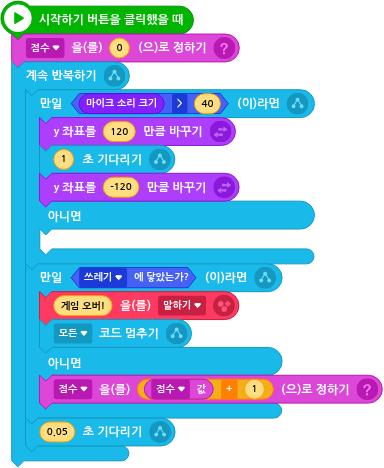 시작하기 버튼을 클릭했을 때
점수 을(를) 0 (으)로 정하기 ?
계속 반복하기
만일 마이크 소리 크기 > 40 (이)라면
y 좌표를 120 만큼 바꾸기
1 초 기다리기
y 좌표를 -120 만큼 바꾸기
아니면
만일 쓰레기 에 닿았는가? (이)라면
게임 오버! 을(를) 말하기
모든 코드 멈추기
아니면
점수 을(를) 점수 값 + 1 (으)로 정하기 ?
0.05 초 기다리기